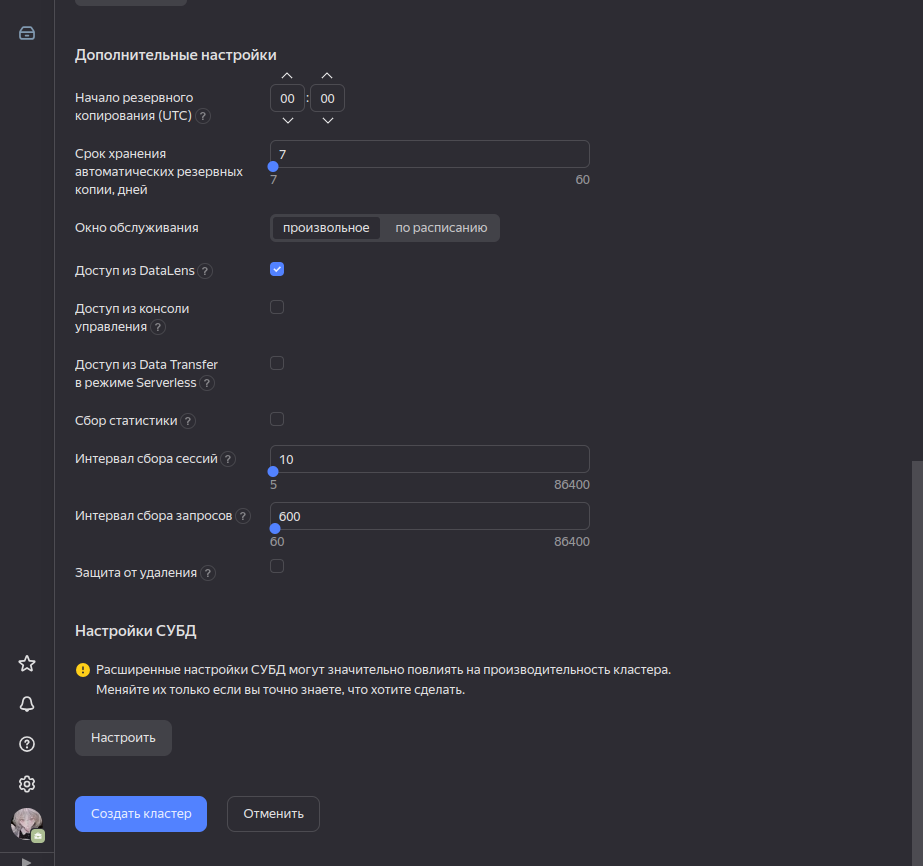 Дополнительные настройки
Начало резервного
копирования (UTC) ?
00 : 00
Срок хранения
автоматических резервных
копии, дней
7
7 60
Окно обслуживания
произвольное по расписанию
Доступ из DataLens ?
Доступ из консоли
управления ?
Доступ из Data Transfer
в режиме Serverless ?
Сбор статистики ?
Интервал сбора сессий ?
10
5 86400
Интервал сбора запросов ?
600
60 86400
Защита от удаления ?
Настройки СУБД
Расширенные настройки СУБД могут значительно повлиять на производительность кластера.
Меняйте их только если вы точно знаете, что хотите сделать.
Настроить
Создать кластер Отменить